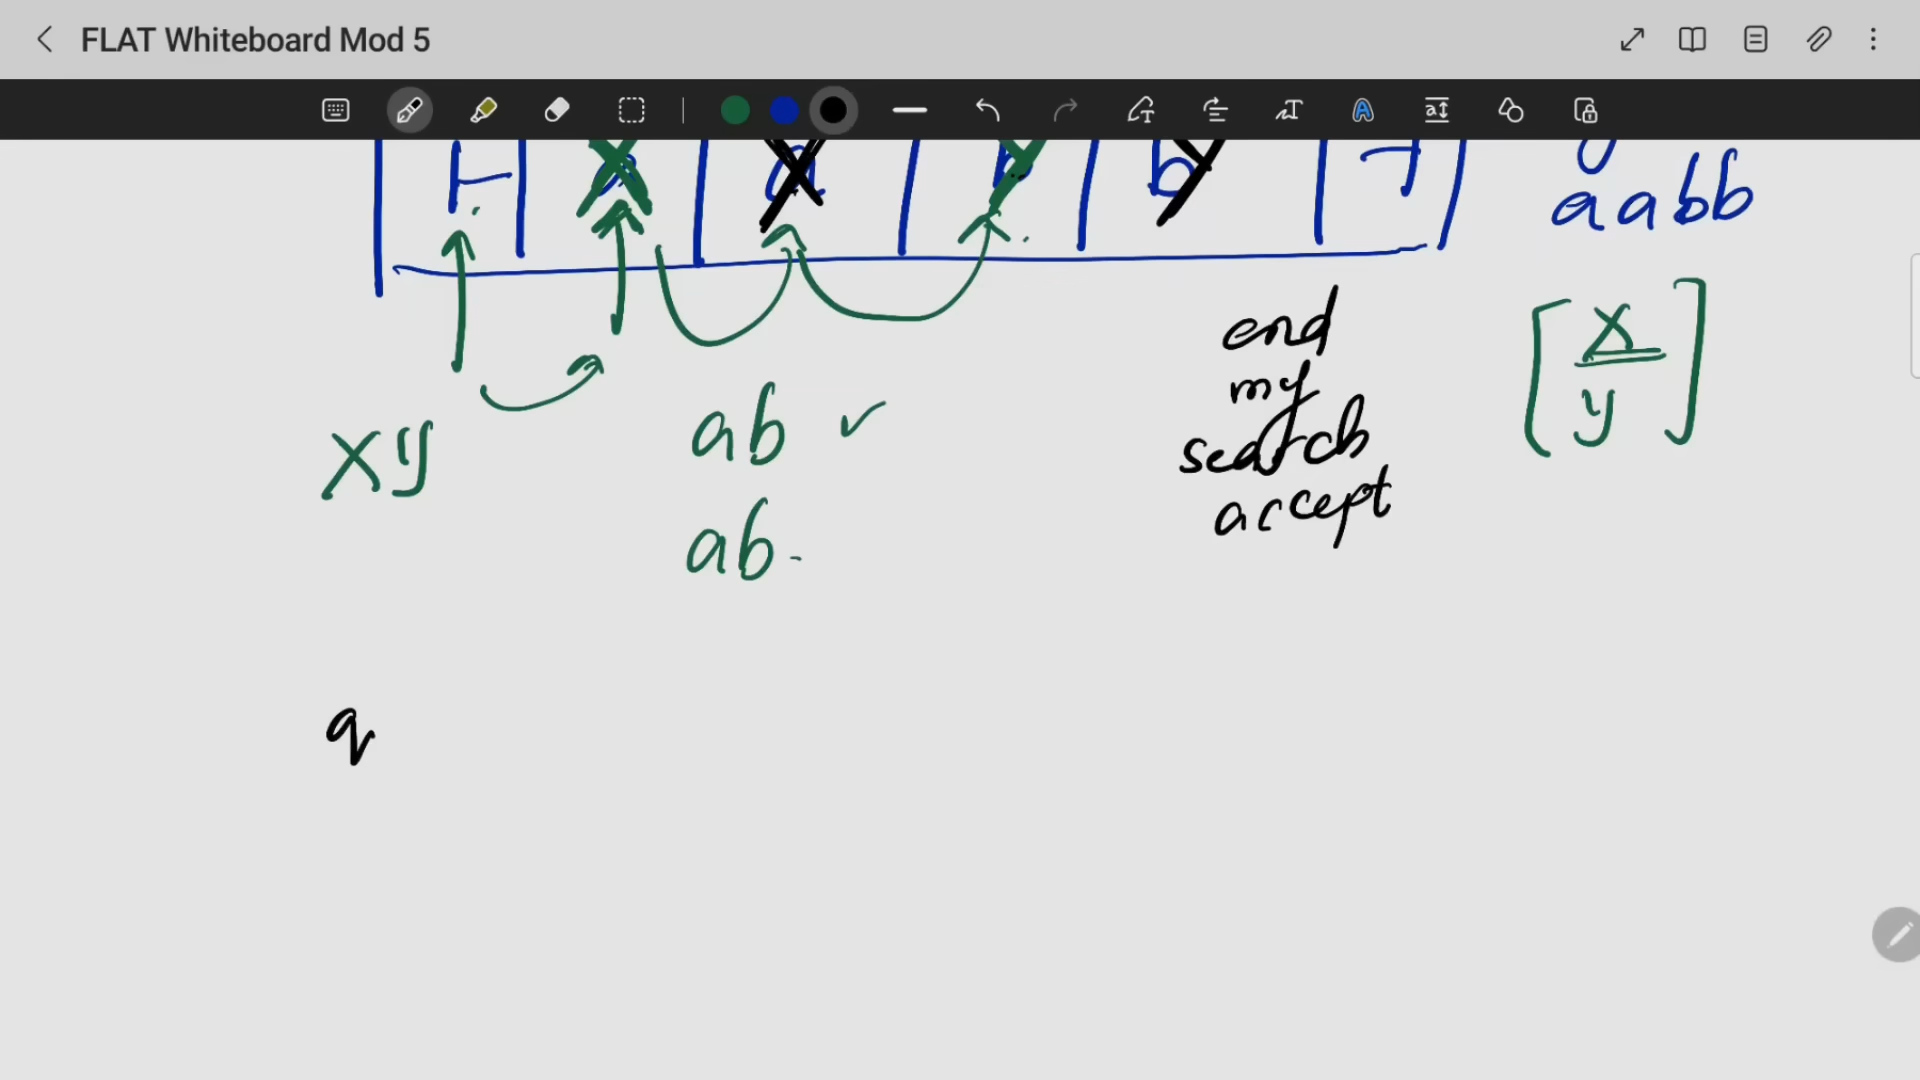 FLAT Whiteboard Mod 5
⊢ a a b b ⊣
aabb
end
my
search
accept
X
y
XY
ab ✓
ab -
q